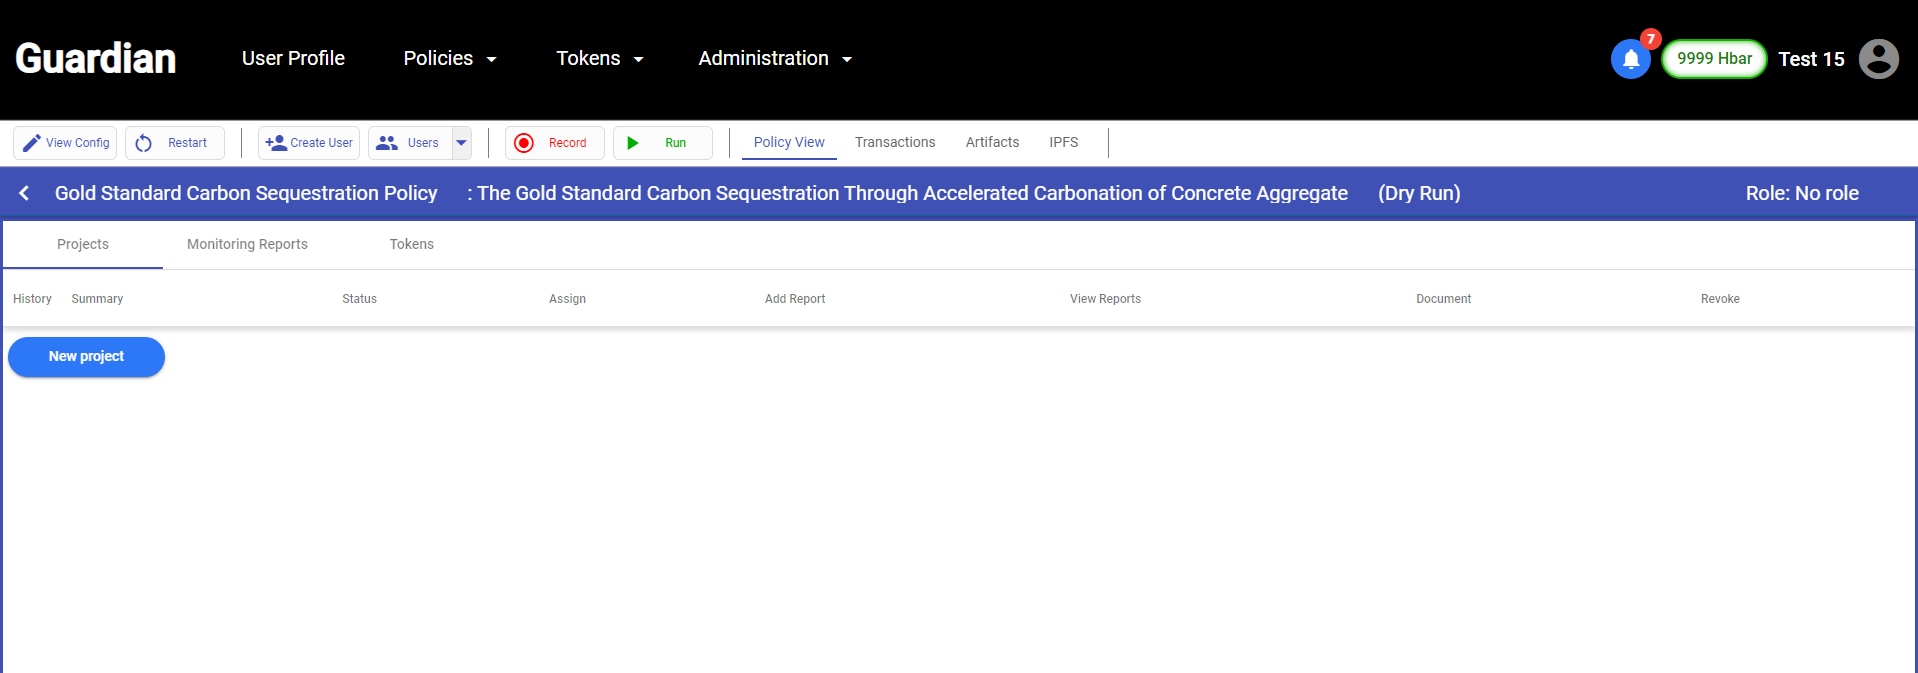 Guardian User Profile Policies Tokens Administration 7 9999 Hbar Test 15
View Config Restart Create User Users Record Run Policy View Transactions Artifacts IPFS
Gold Standard Carbon Sequestration Policy : The Gold Standard Carbon Sequestration Through Accelerated Carbonation of Concrete Aggregate (Dry Run) Role: No role
Projects Monitoring Reports Tokens
History Summary Status Assign Add Report View Reports Document Revoke
New project